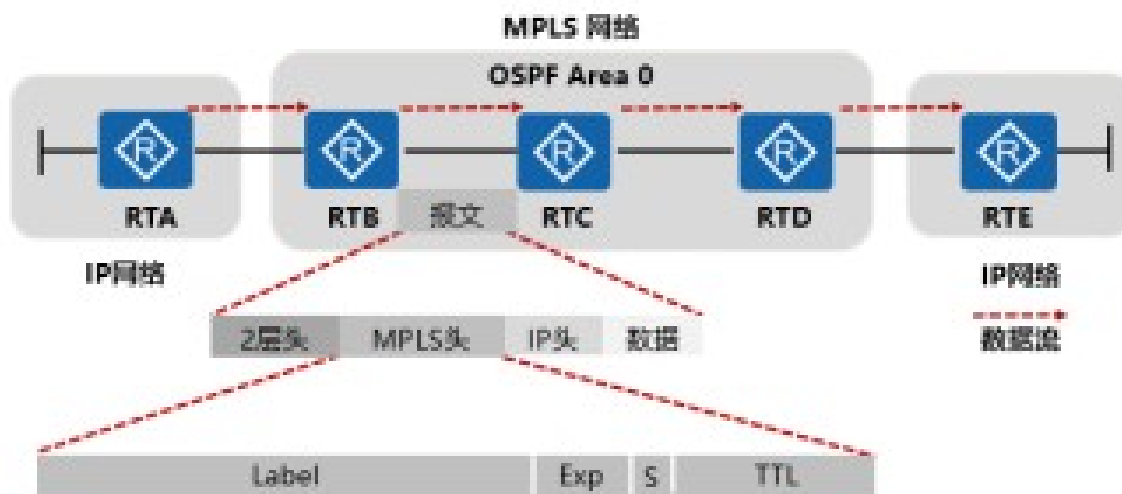 MPLS 网络
OSPF Area 0
R R R R R
RTA RTB 报文 RTC RTD RTE
IP网络 IP网络
数据流
2层头 MPLS头 IP头 数据
Label Exp S TTL